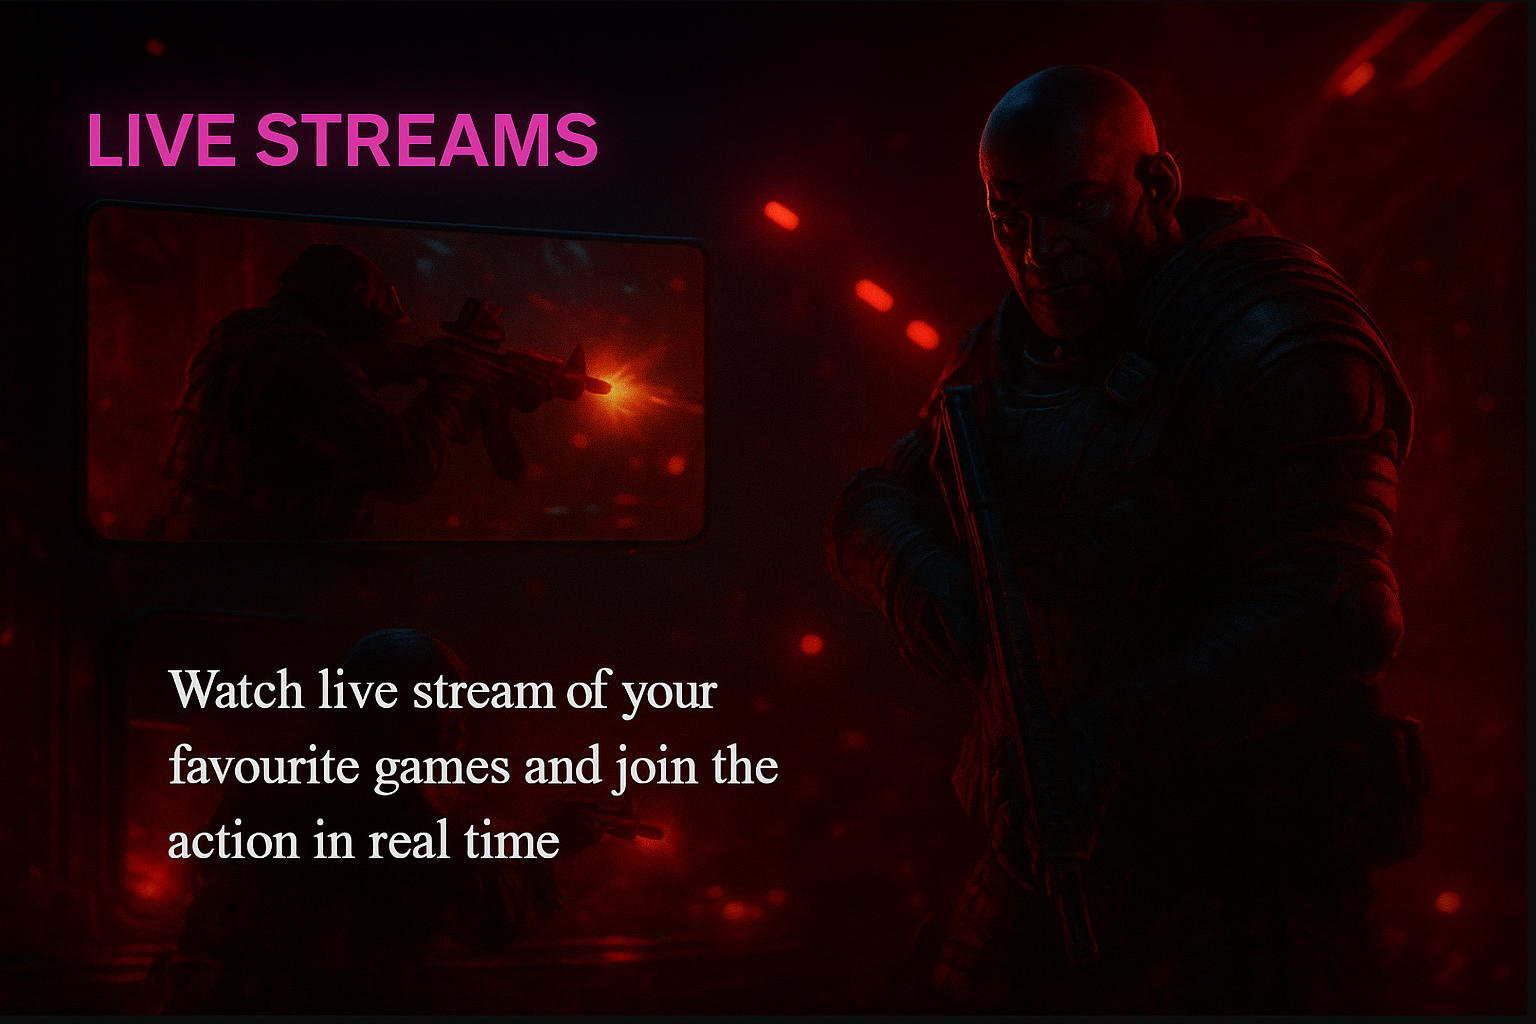 LIVE STREAMS
Watch live stream of your
favourite games and join the
action in real time